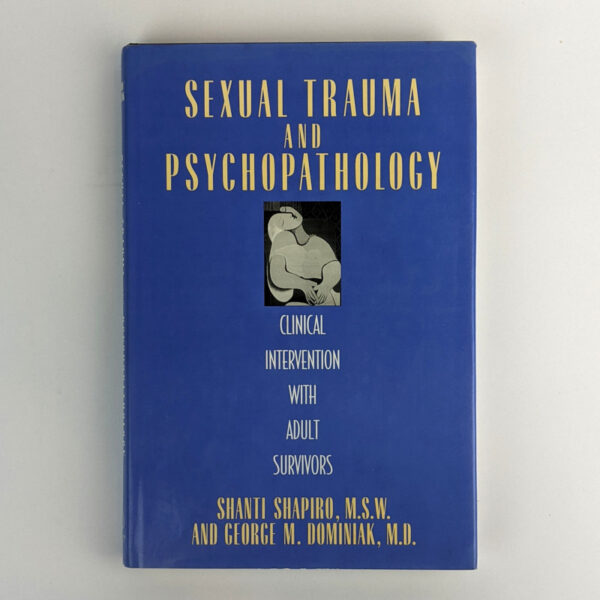 SEXUAL TRAUMA
AND
PSYCHOPATHOLOGY
CLINICAL
INTERVENTION
WITH
ADULT
SURVIVORS
SHANTI SHAPIRO, M.S.W.
AND GEORGE M. DOMINIAK, M.D.